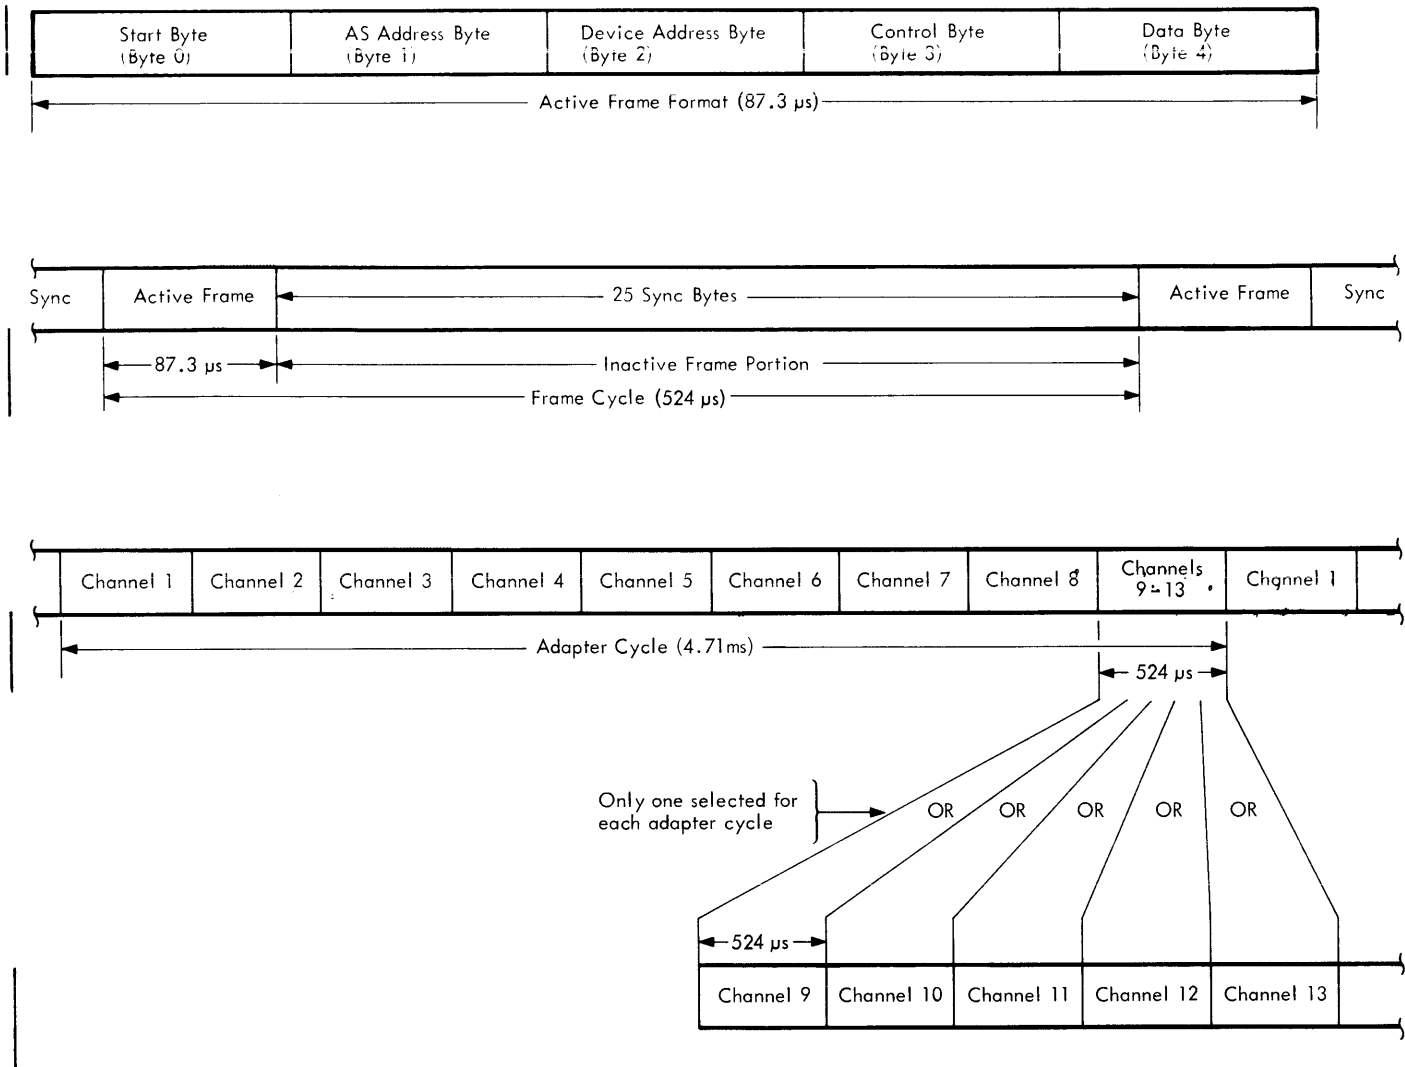 Start Byte
(Byte 0)
AS Address Byte
(Byte 1)
Device Address Byte
(Byte 2)
Control Byte
(Byte 3)
Data Byte
(Byte 4)
Active Frame Format (87.3 µs)
Sync
Active Frame
25 Sync Bytes
Active Frame
Sync
87.3 µs
Inactive Frame Portion
Frame Cycle (524 µs)
Channel 1
Channel 2
Channel 3
Channel 4
Channel 5
Channel 6
Channel 7
Channel 8
Channels
9-13
Channel 1
Adapter Cycle (4.71ms)
524 µs
Only one selected for
each adapter cycle
OR
OR
OR
OR
OR
524 µs
Channel 9
Channel 10
Channel 11
Channel 12
Channel 13